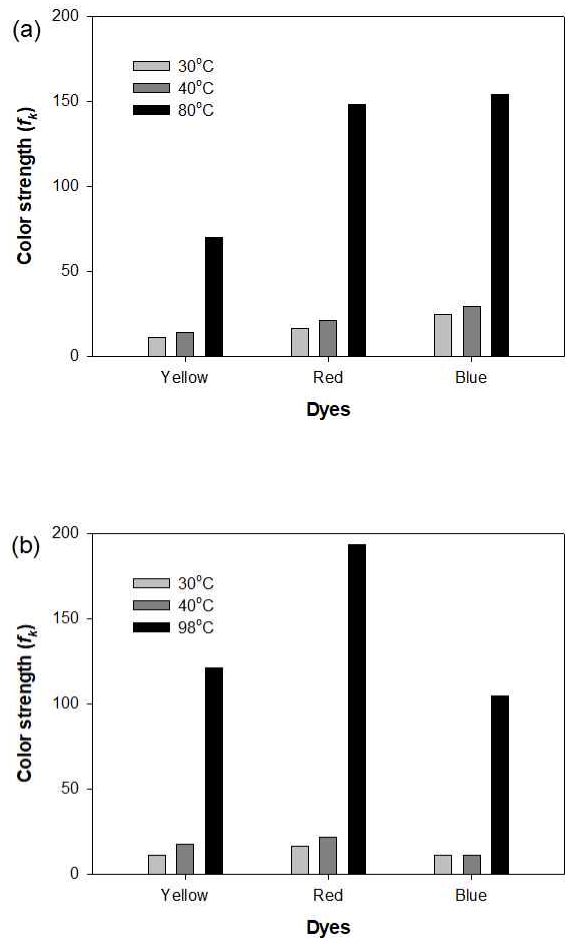 (a)
200
150
100
50
0
Color strength (fk)
30°C
40°C
80°C
Yellow Red Blue
Dyes
(b)
200
150
100
50
0
Color strength (fk)
30°C
40°C
98°C
Yellow Red Blue
Dyes